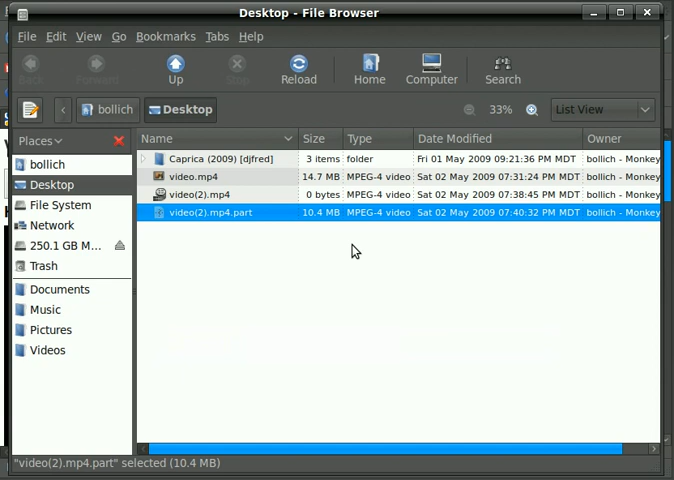 Desktop - File Browser
File Edit View Go Bookmarks Tabs Help
Back Forward Up Stop Reload Home Computer Search
bollich Desktop 33% List View
Places
bollich
Desktop
File System
Network
250.1 GB M...
Trash
Documents
Music
Pictures
Videos
Name Size Type Date Modified Owner
Caprica (2009) [djfred] 3 items folder Fri 01 May 2009 09:21:36 PM MDT bollich - Monkey
video.mp4 14.7 MB MPEG-4 video Sat 02 May 2009 07:31:24 PM MDT bollich - Monkey
video(2).mp4 0 bytes MPEG-4 video Sat 02 May 2009 07:38:45 PM MDT bollich - Monkey
video(2).mp4.part 10.4 MB MPEG-4 video Sat 02 May 2009 07:40:32 PM MDT bollich - Monkey
"video(2).mp4.part" selected (10.4 MB)